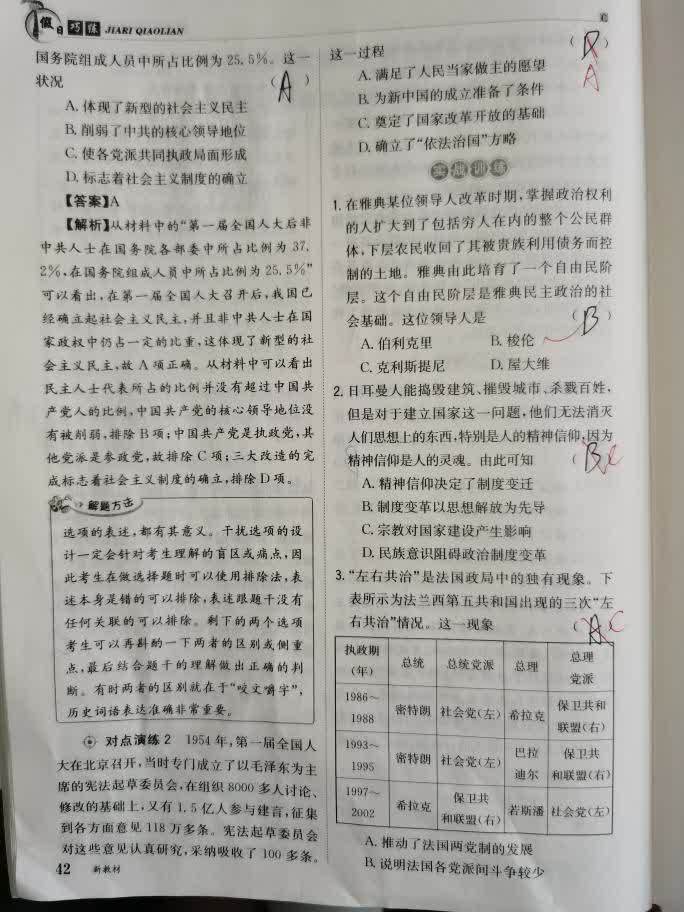 假日巧练 JIARI QIAOLIAN
国务院组成人员中所占比例为 25.5%。这一
状况 ( A )
A. 体现了新型的社会主义民主
B. 削弱了中共的核心领导地位
C. 使各党派共同执政局面形成
D. 标志着社会主义制度的确立
【答案】A
【解析】从材料中的“第一届全国人大后非
中共人士在国务院各部委中所占比例为 37.
2%,在国务院组成人员中所占比例为 25.5%”
可以看出,在第一届全国人大召开后,我国已
经确立起社会主义民主,并且非中共人士在国
家政权中仍占一定的比重,这体现了新型的社
会主义民主,故 A 项正确。从材料中可以看出
民主人士代表所占的比例并没有超过中国共
产党人的比例,中国共产党的核心领导地位没
有被削弱,排除 B 项;中国共产党是执政党,其
他党派是参政党,故排除 C 项;三大改造的完
成标志着社会主义制度的确立,排除 D 项。
解题方法
选项的表述,都有其意义。干扰选项的设
计一定会针对考生理解的盲区或痛点,因
此考生在做选择题时可以使用排除法,表
述本身是错的可以排除,表述跟题干没有
任何关联的可以排除。剩下的两个选项
考生可以再斟酌一下两者的区别或侧重
点,最后结合题干的理解做出正确的判
断。有时两者的区别就在于“咬文嚼字”,
历史词语表达准确非常重要。
对点演练 2 1954 年,第一届全国人
大在北京召开,当时专门成立了以毛泽东为主
席的宪法起草委员会,在组织 8000 多人讨论、
修改的基础上,又有 1.5 亿人参与建言,征集
到各方面意见 118 万多条。宪法起草委员会
对这些意见认真研究,采纳吸收了 100 多条。
42 新教材
这一过程 ( D )
A
A. 满足了人民当家做主的愿望
B. 为新中国的成立准备了条件
C. 奠定了国家改革开放的基础
D. 确立了“依法治国”方略
实战训练
1. 在雅典某位领导人改革时期,掌握政治权利
的人扩大到了包括穷人在内的整个公民群
体,下层农民收回了其被贵族利用债务而控
制的土地。雅典由此培育了一个自由民阶
层。这个自由民阶层是雅典民主政治的社
会基础。这位领导人是 ( B )
A. 伯利克里 B. 梭伦
C. 克利斯提尼 D. 屋大维
2. 日耳曼人能捣毁建筑、摧毁城市、杀戮百姓,
但是对于建立国家这一问题,他们无法消灭
人们思想上的东西,特别是人的精神信仰,因为
精神信仰是人的灵魂。由此可知 ( B ) C
A. 精神信仰决定了制度变迁
B. 制度变革以思想解放为先导
C. 宗教对国家建设产生影响
D. 民族意识阻碍政治制度变革
3. “左右共治”是法国政局中的独有现象。下
表所示为法兰西第五共和国出现的三次“左
右共治”情况。这一现象 ( A ) C
执政期(年) 总统 总统党派 总理 总理党派
1986~1988 密特朗 社会党(左) 希拉克 保卫共和联盟(右)
1993~1995 密特朗 社会党(左) 巴拉迪尔 保卫共和联盟(右)
1997~2002 希拉克 保卫共和联盟(右) 若斯潘 社会党(左)
A. 推动了法国两党制的发展
B. 说明法国各党派间斗争较少